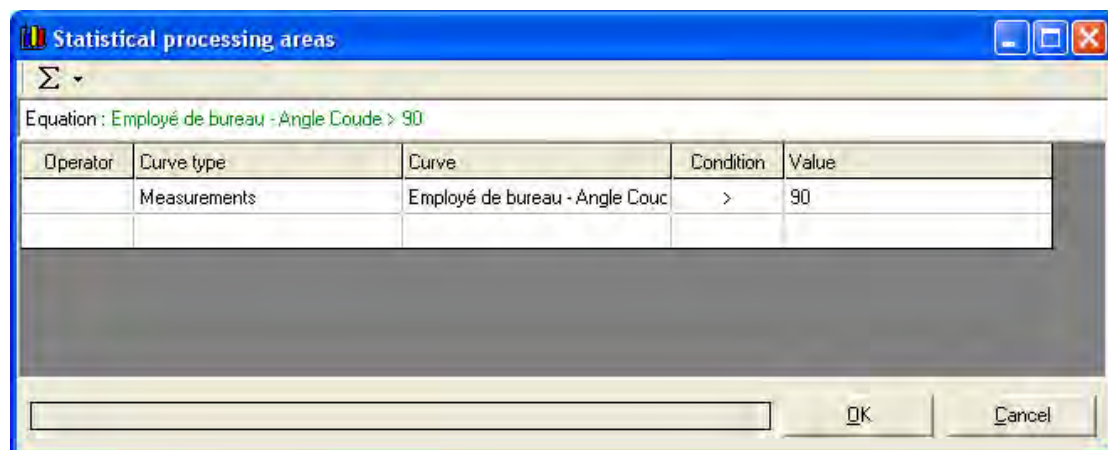 Statistical processing areas
Σ
Equation : Employé de bureau - Angle Coude > 90
Operator Curve type Curve Condition Value
Measurements Employé de bureau - Angle Coud > 90
OK Cancel